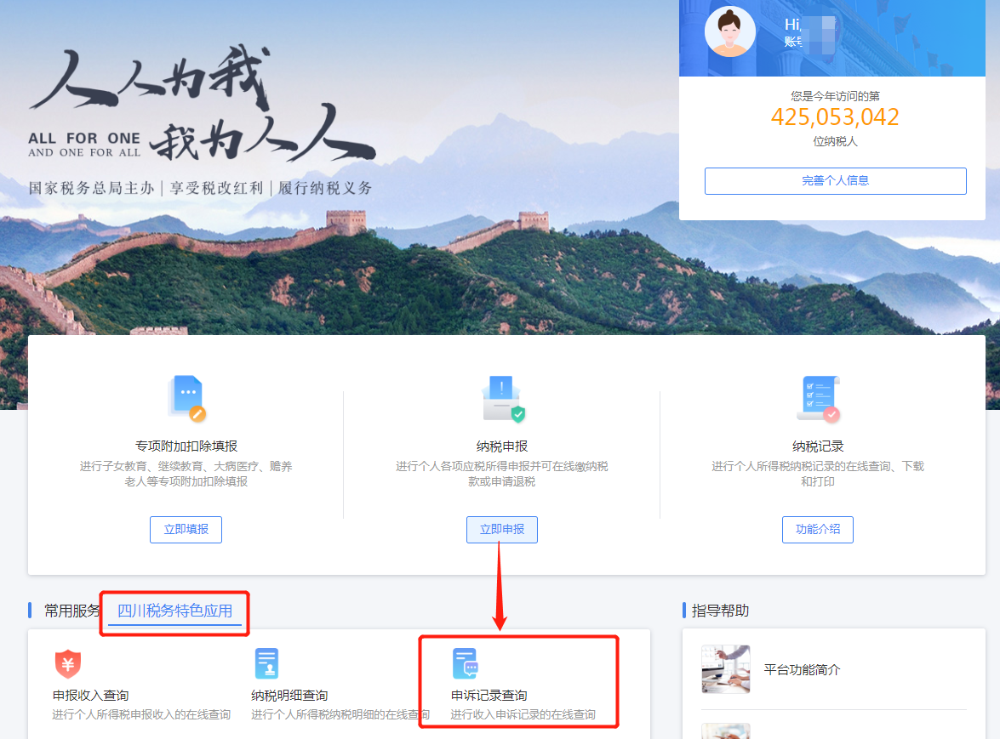 人人为我
ALL FOR ONE
AND ONE FOR ALL
我为人人
国家税务总局主办 | 享受税改红利 | 履行纳税义务
Hi,
账号
您是今年访问的第
425,053,042
位纳税人
完善个人信息
专项附加扣除填报
进行子女教育、继续教育、大病医疗、赡养
老人等专项附加扣除填报
立即填报
纳税申报
进行个人各项应税所得申报并可在线缴纳税
款或申请退税
立即申报
纳税记录
进行个人所得税纳税记录的在线查询、下载
和打印
功能介绍
常用服务
四川税务特色应用
申报收入查询
进行个人所得税申报收入的在线查询
纳税明细查询
进行个人所得税纳税明细的在线查询
申诉记录查询
进行收入申诉记录的在线查询
指导帮助
平台功能简介